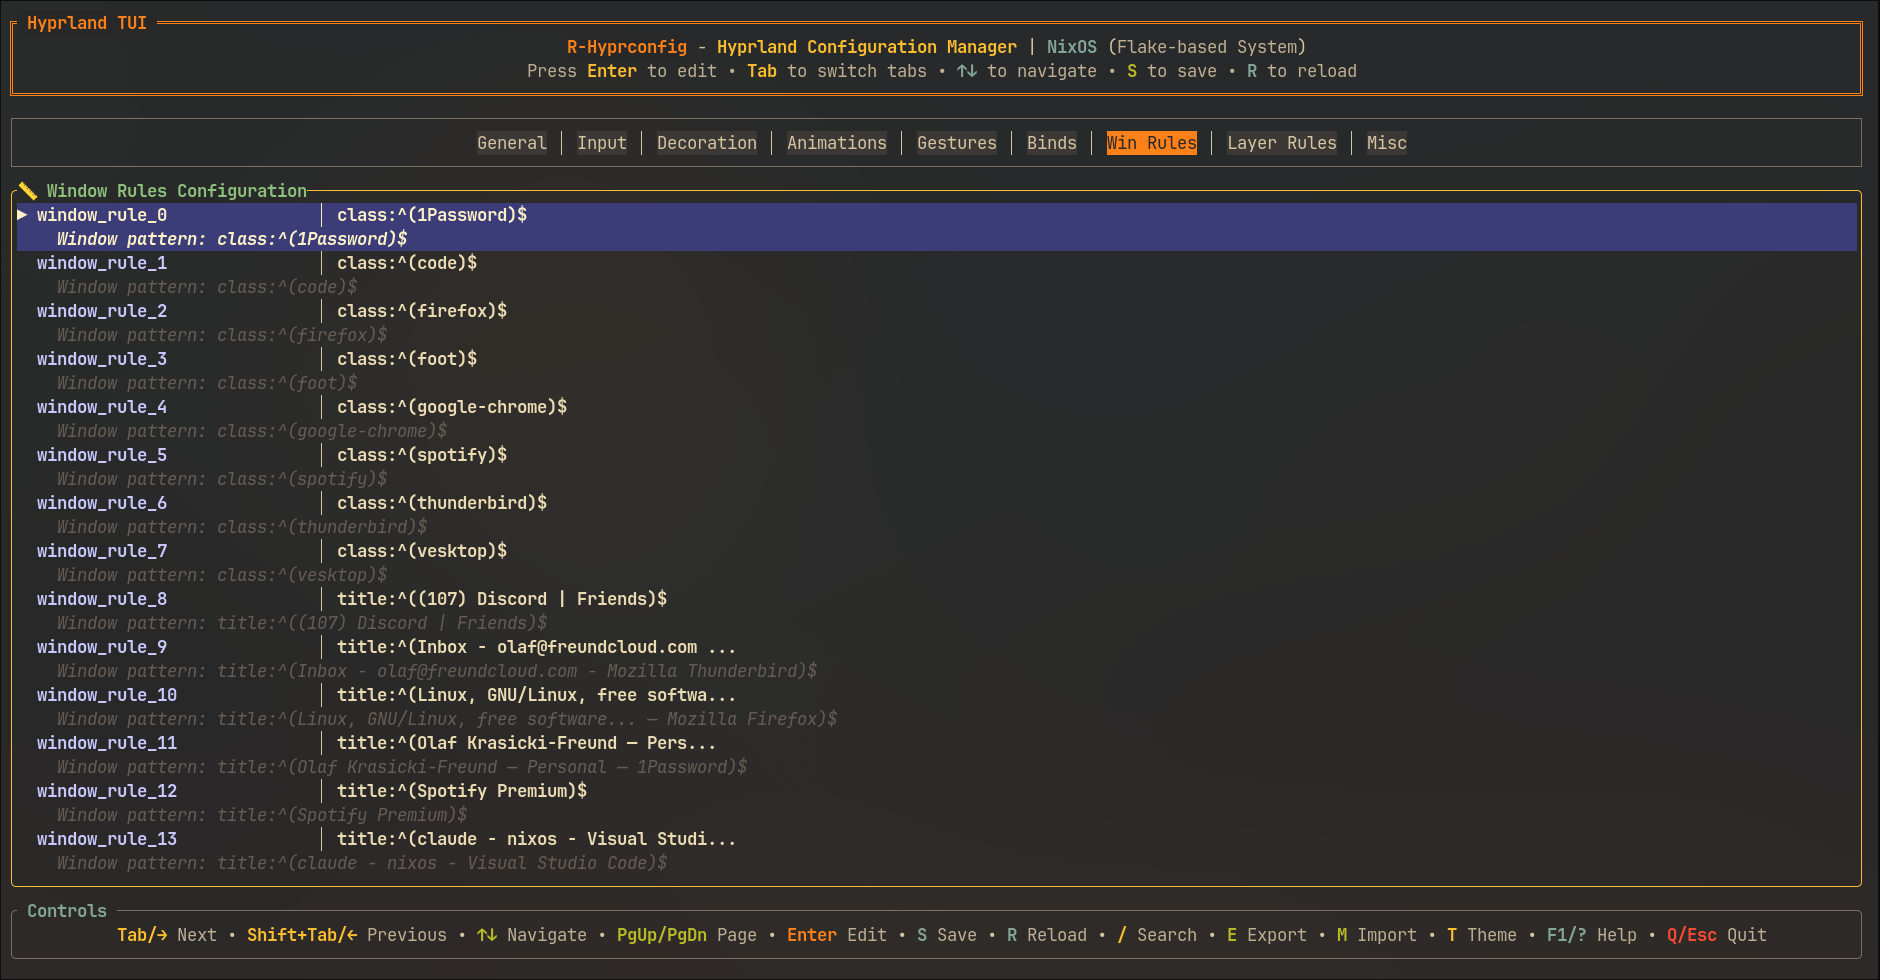 Hyprland TUI
R-Hyprconfig - Hyprland Configuration Manager | NixOS (Flake-based System)
Press Enter to edit • Tab to switch tabs • ↑↓ to navigate • S to save • R to reload
General │ Input │ Decoration │ Animations │ Gestures │ Binds │ Win Rules │ Layer Rules │ Misc
📏 Window Rules Configuration
▶ window_rule_0 │ class:^(1Password)$
Window pattern: class:^(1Password)$
window_rule_1 │ class:^(code)$
Window pattern: class:^(code)$
window_rule_2 │ class:^(firefox)$
Window pattern: class:^(firefox)$
window_rule_3 │ class:^(foot)$
Window pattern: class:^(foot)$
window_rule_4 │ class:^(google-chrome)$
Window pattern: class:^(google-chrome)$
window_rule_5 │ class:^(spotify)$
Window pattern: class:^(spotify)$
window_rule_6 │ class:^(thunderbird)$
Window pattern: class:^(thunderbird)$
window_rule_7 │ class:^(vesktop)$
Window pattern: class:^(vesktop)$
window_rule_8 │ title:^((107) Discord | Friends)$
Window pattern: title:^((107) Discord | Friends)$
window_rule_9 │ title:^(Inbox - olaf@freundcloud.com ...
Window pattern: title:^(Inbox - olaf@freundcloud.com - Mozilla Thunderbird)$
window_rule_10 │ title:^(Linux, GNU/Linux, free softwa...
Window pattern: title:^(Linux, GNU/Linux, free software... — Mozilla Firefox)$
window_rule_11 │ title:^(Olaf Krasicki-Freund — Pers...
Window pattern: title:^(Olaf Krasicki-Freund — Personal — 1Password)$
window_rule_12 │ title:^(Spotify Premium)$
Window pattern: title:^(Spotify Premium)$
window_rule_13 │ title:^(claude - nixos - Visual Studi...
Window pattern: title:^(claude - nixos - Visual Studio Code)$
Controls
Tab/→ Next • Shift+Tab/← Previous • ↑↓ Navigate • PgUp/PgDn Page • Enter Edit • S Save • R Reload • / Search • E Export • M Import • T Theme • F1/? Help • Q/Esc Quit